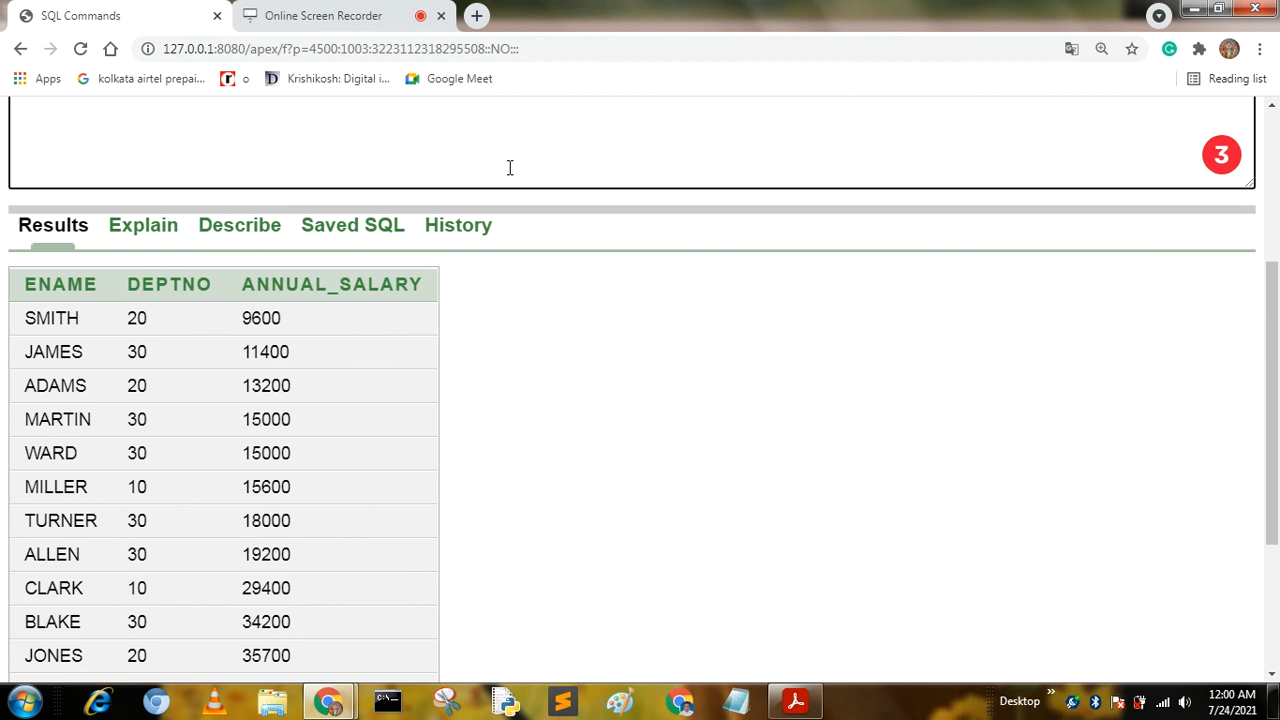 SQL Commands
Online Screen Recorder
127.0.0.1:8080/apex/f?p=4500:1003:3223112318295508::NO:::
Apps
kolkata airtel prepai...
o
Krishikosh: Digital i...
Google Meet
Reading list
3
Results Explain Describe Saved SQL History
ENAME DEPTNO ANNUAL_SALARY
SMITH 20 9600
JAMES 30 11400
ADAMS 20 13200
MARTIN 30 15000
WARD 30 15000
MILLER 10 15600
TURNER 30 18000
ALLEN 30 19200
CLARK 10 29400
BLAKE 30 34200
JONES 20 35700
Desktop
12:00 AM
7/24/2021